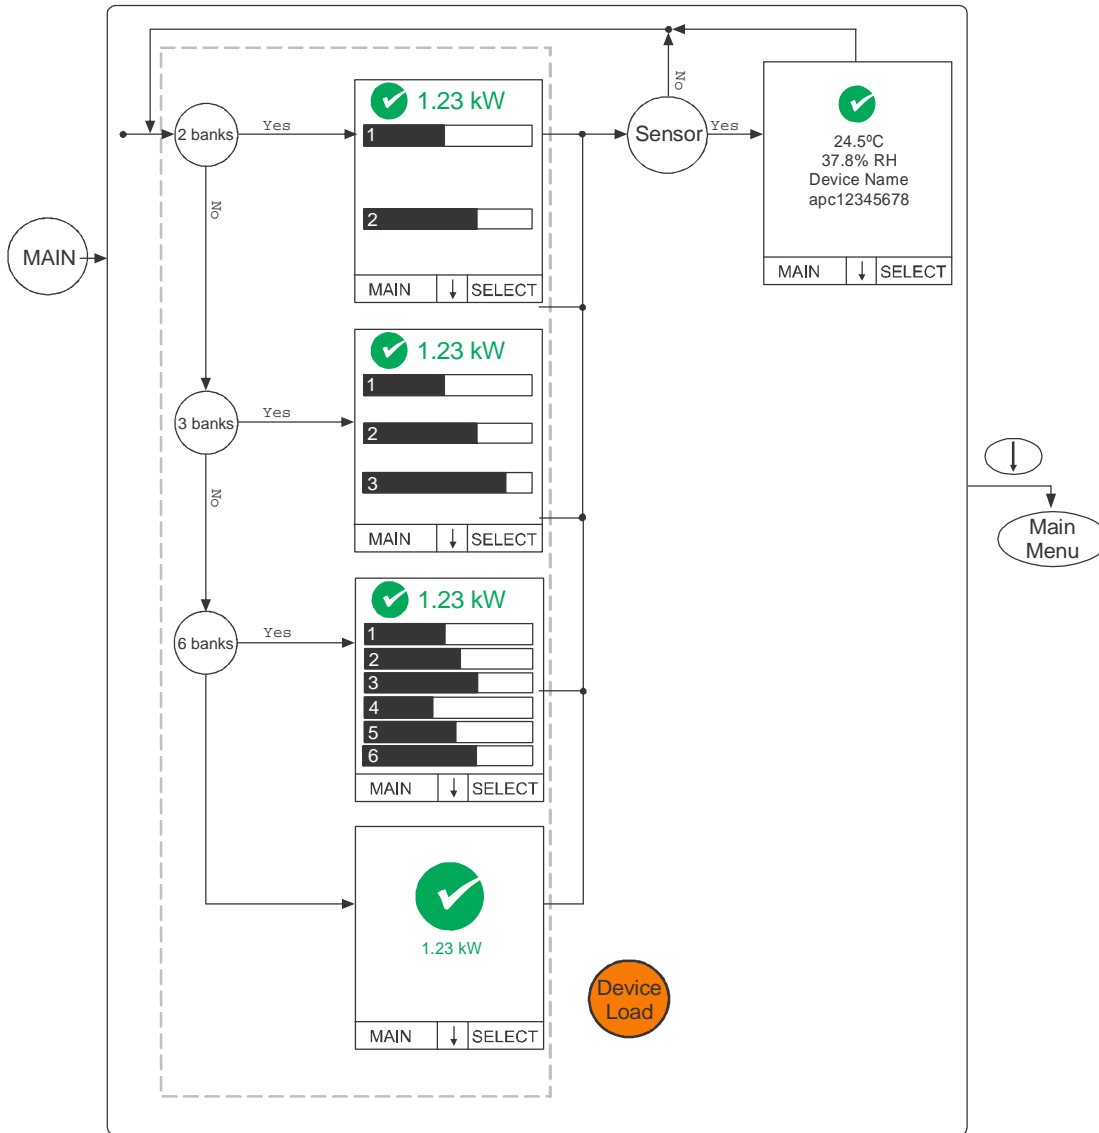 MAIN
2 banks
Yes
No
1.23 kW
1
2
MAIN
SELECT
Sensor
No
Yes
24.5ºC
37.8% RH
Device Name
apc12345678
MAIN
SELECT
3 banks
Yes
No
1.23 kW
1
2
3
MAIN
SELECT
6 banks
Yes
1.23 kW
1
2
3
4
5
6
MAIN
SELECT
1.23 kW
MAIN
SELECT
Device
Load
Main
Menu